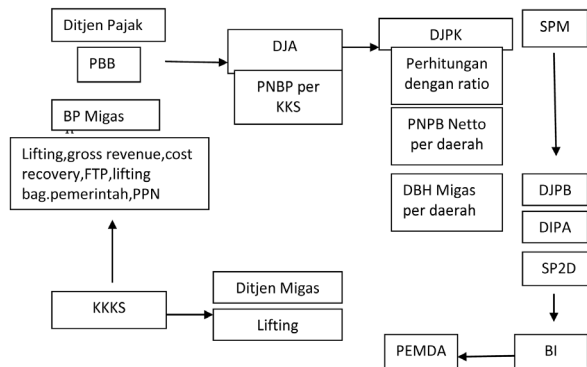 Ditjen Pajak
PBB
BP Migas
Lifting,gross revenue,cost
recovery,FTP,lifting
bag.pemerintah,PPN
KKKS
Ditjen Migas
Lifting
DJA
PNBP per
KKS
DJPK
Perhitungan
dengan ratio
PNPB Netto
per daerah
DBH Migas
per daerah
SPM
DJPB
DIPA
SP2D
BI
PEMDA